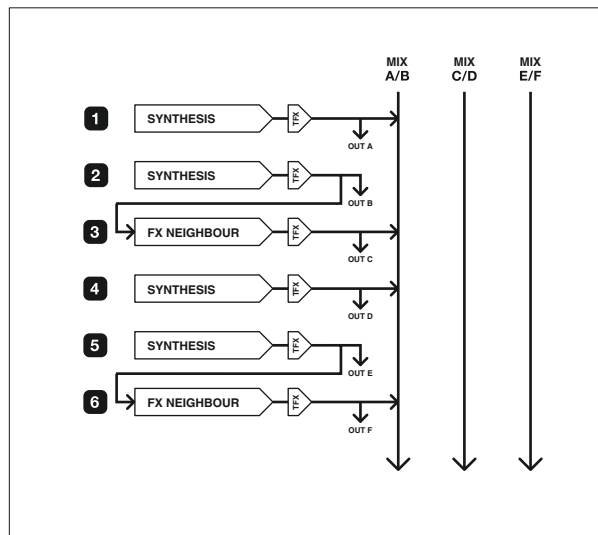 MIX MIX MIX
A/B C/D E/F
1 SYNTHESIS TFX
OUT A
2 SYNTHESIS TFX
OUT B
3 FX NEIGHBOUR TFX
OUT C
4 SYNTHESIS TFX
OUT D
5 SYNTHESIS TFX
OUT E
6 FX NEIGHBOUR TFX
OUT F